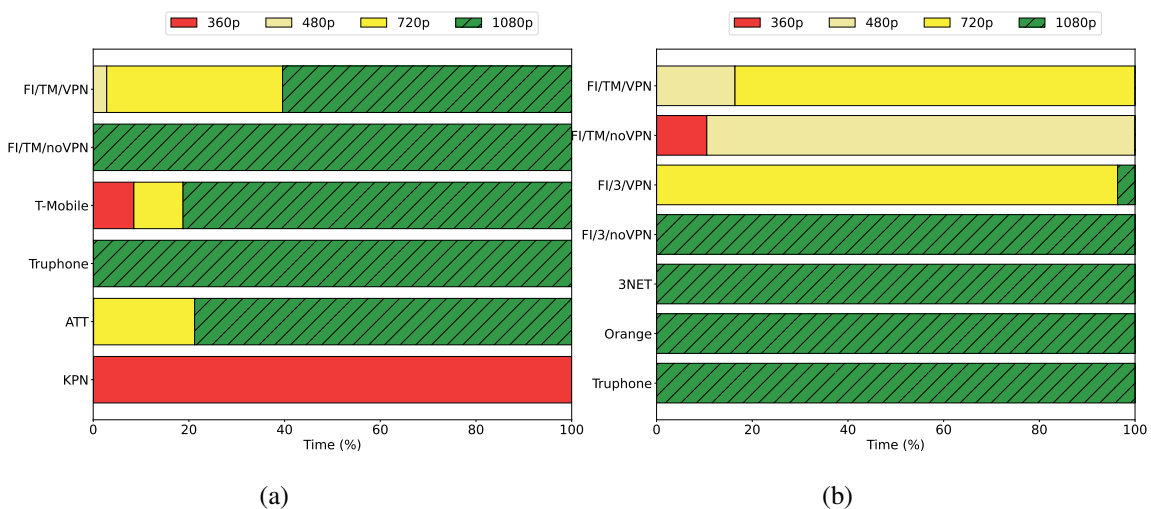 360p 480p 720p 1080p
FI/TM/VPN
FI/TM/noVPN
T-Mobile
Truphone
ATT
KPN
0 20 40 60 80 100
Time (%)
(a)
360p 480p 720p 1080p
FI/TM/VPN
FI/TM/noVPN
FI/3/VPN
FI/3/noVPN
3NET
Orange
Truphone
0 20 40 60 80 100
Time (%)
(b)